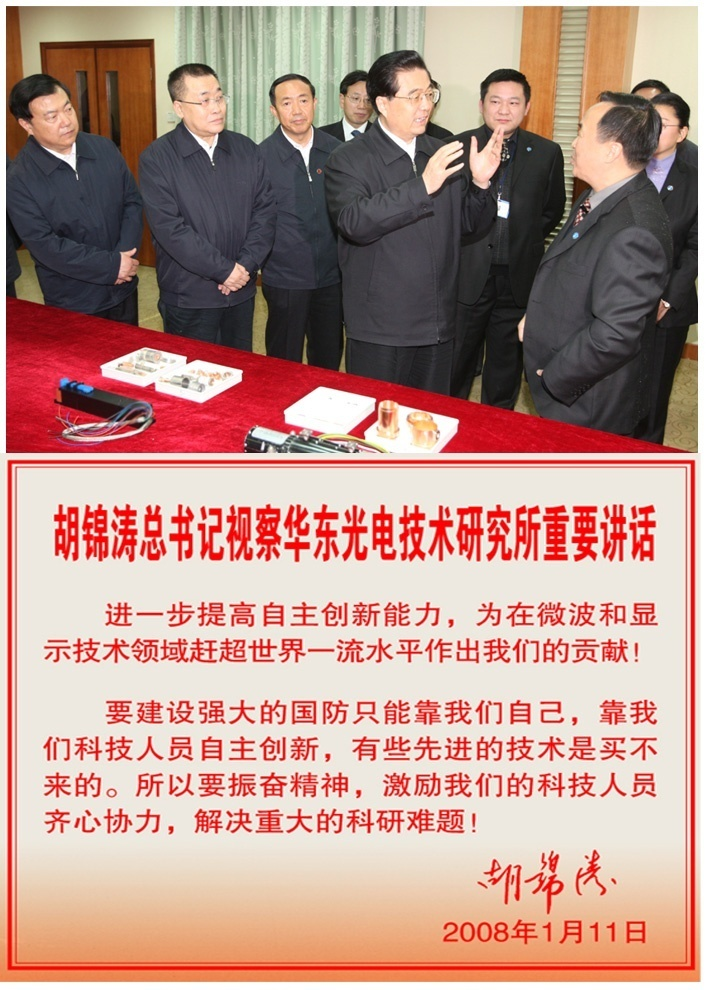 胡锦涛总书记视察华东光电技术研究所重要讲话
进一步提高自主创新能力，为在微波和显
示技术领域赶超世界一流水平作出我们的贡献！
要建设强大的国防只能靠我们自己，靠我
们科技人员自主创新，有些先进的技术是买不
来的。所以要振奋精神，激励我们的科技人员
齐心协力，解决重大的科研难题！
胡锦涛
2008年1月11日